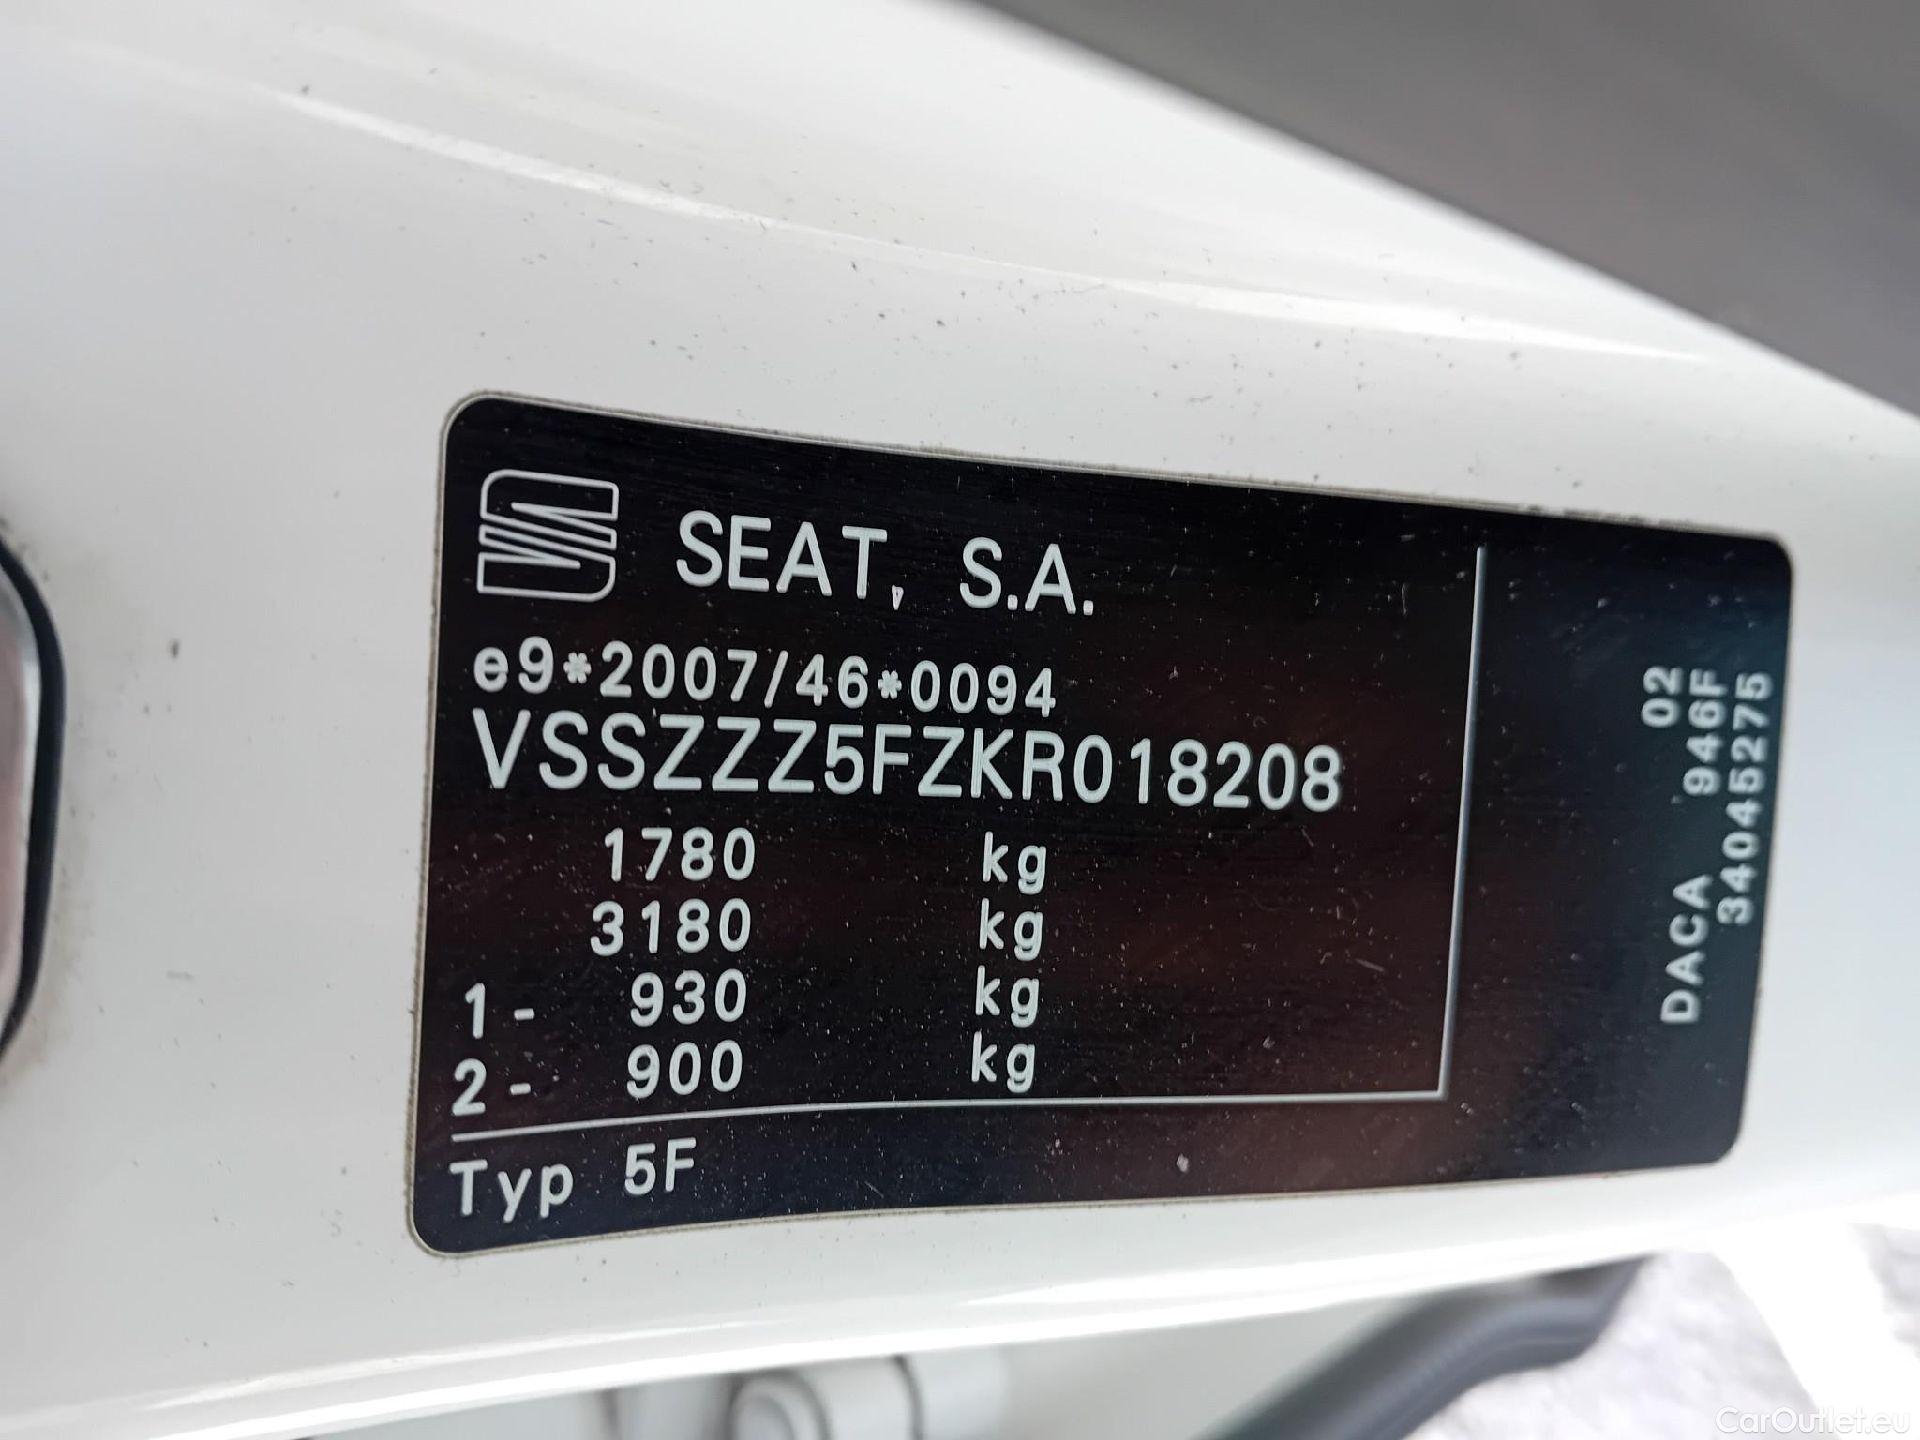 SEAT, S.A.
e9*2007/46*0094
VSSZZZ5FZKR018208
1780 kg
3180 kg
1- 930 kg
2- 900 kg
Typ 5F
02
DACA 946F
34045275
CarOutlet.eu